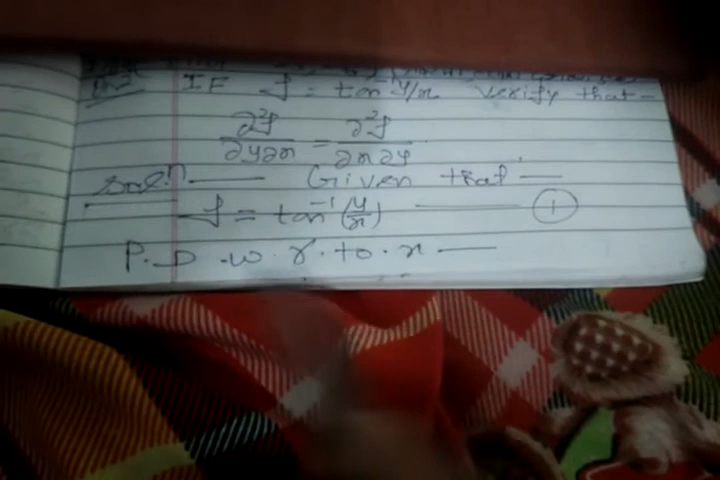 IF f = tan⁻¹ y/x verify that —
∂²f/∂y∂x = ∂²f/∂x∂y
Solⁿ. — Given that —
f = tan⁻¹ (y/x) — ①
P.D.w.r.to.x —